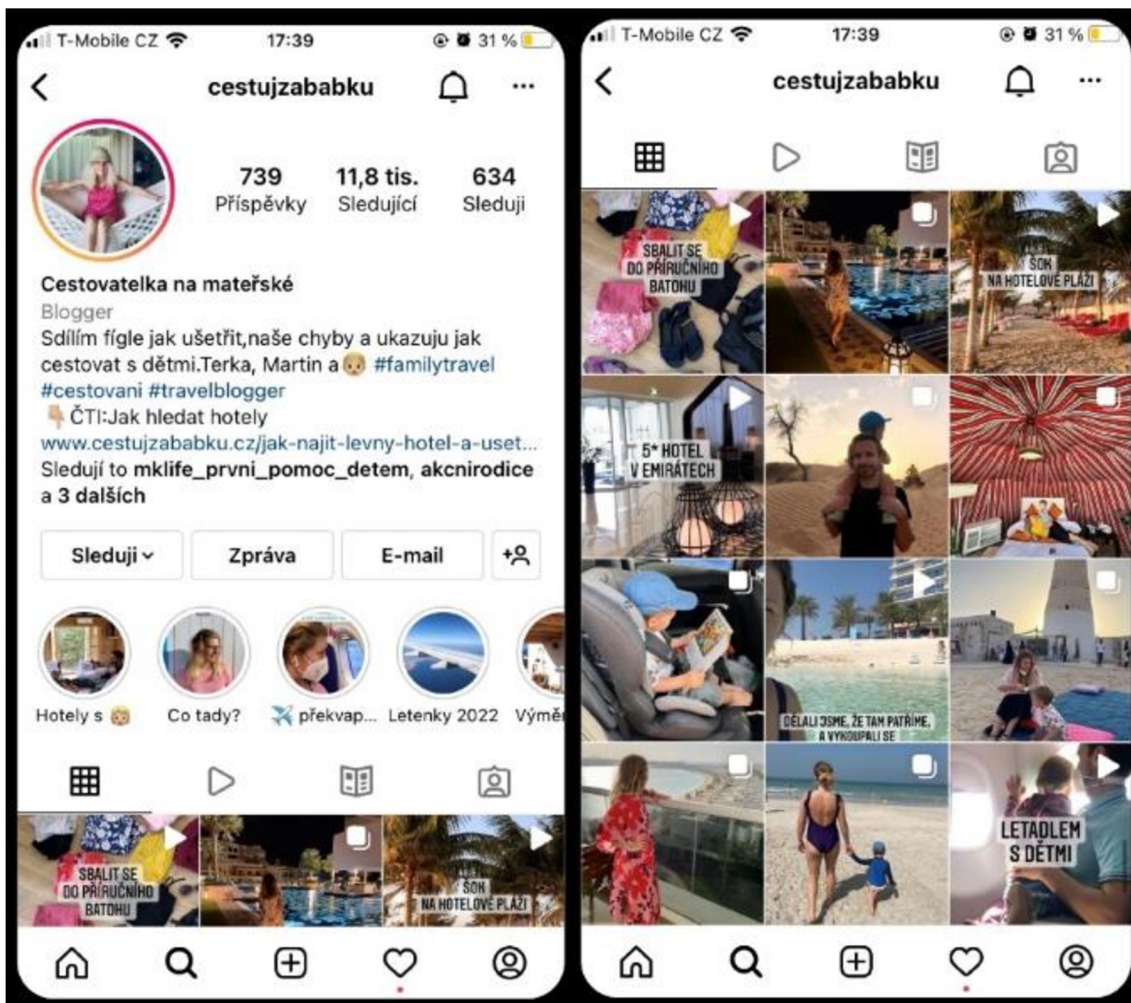 T-Mobile CZ 17:39 31 %
cestujzababku
739 11,8 tis. 634
Příspěvky Sledující Sleduji
Cestovatelka na mateřské
Blogger
Sdílím fígle jak ušetřit,naše chyby a ukazuju jak
cestovat s dětmi.Terka, Martin a👶🏼 #familytravel
#cestovani #travelblogger
👇🏼ČTI:Jak hledat hotely
www.cestujzababku.cz/jak-najit-levny-hotel-a-uset...
Sledují to mklife_prvni_pomoc_detem, akcnirodice
a 3 dalších
Sleduji Zpráva E-mail
Hotely s 👶🏼 Co tady? ✈️ překvap... Letenky 2022 Výmě
SBALIT SE
DO PŘÍRUČNÍHO
BATOHU
ŠOK
NA HOTELOVÉ PLÁŽI
T-Mobile CZ 17:39 31 %
cestujzababku
SBALIT SE
DO PŘÍRUČNÍHO
BATOHU
ŠOK
NA HOTELOVÉ PLÁŽI
5* HOTEL
V EMIRÁTECH
DĚLALI JSME, ŽE TAM PATŘÍME,
A VYKOUPALI SE
LETADLEM
S DĚTMI